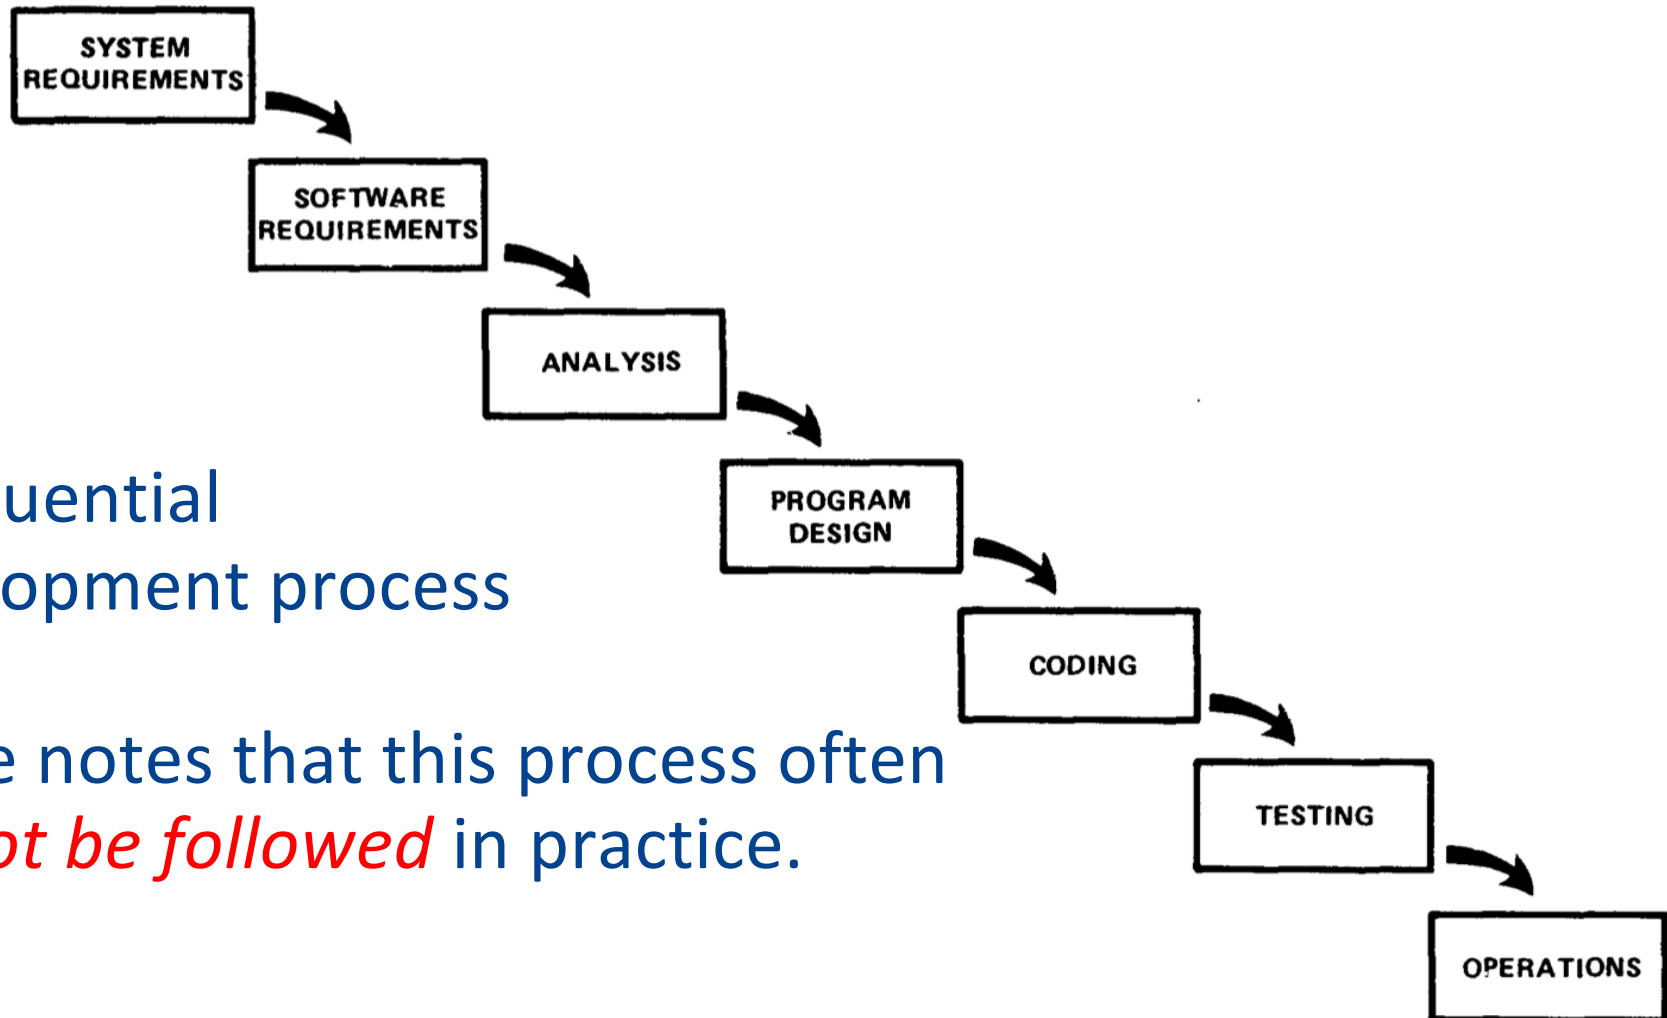 SYSTEM
REQUIREMENTS
SOFTWARE
REQUIREMENTS
ANALYSIS
PROGRAM
DESIGN
CODING
TESTING
OPERATIONS
uential
opment process
e notes that this process often
ot be followed in practice.